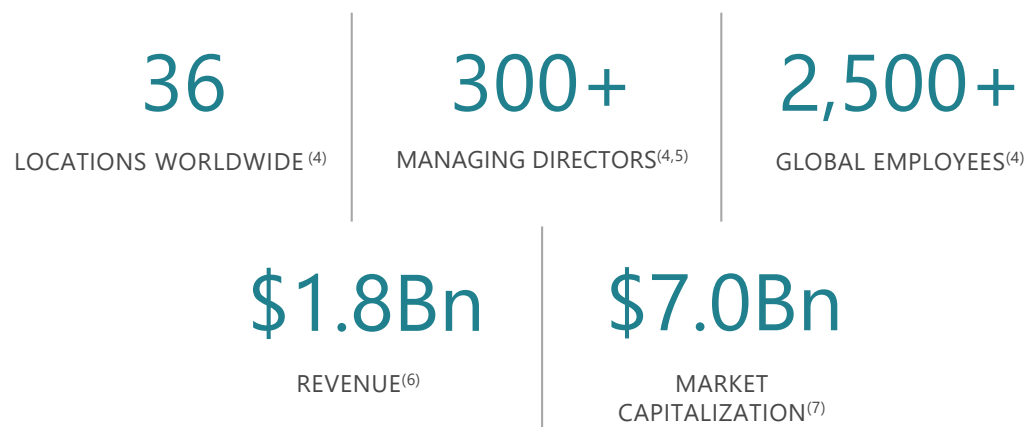 36
LOCATIONS WORLDWIDE (4)
300+
MANAGING DIRECTORS(4,5)
2,500+
GLOBAL EMPLOYEES(4)
$1.8Bn
REVENUE(6)
$7.0Bn
MARKET
CAPITALIZATION(7)